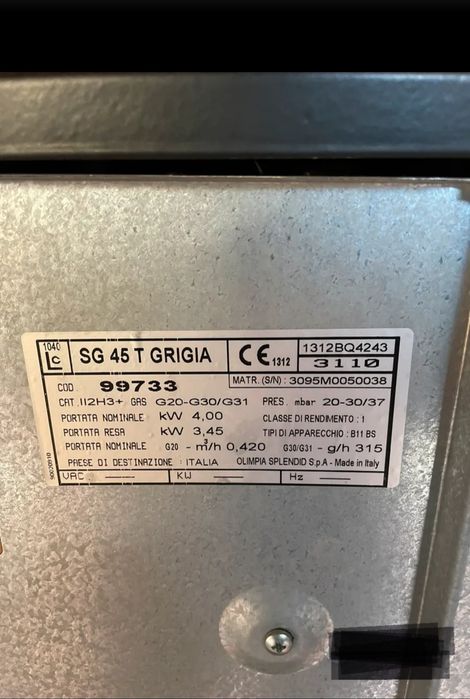 1040
Lc
SG 45 T GRIGIA
CE 1312
1312BQ4243
3110
COD. 99733
MATR. (S/N) : 3095M0050038
CAT. II2H3+ GAS G20-G30/G31 PRES. mbar 20-30/37
PORTATA NOMINALE kW 4,00 CLASSE DI RENDIMENTO : 1
PORTATA RESA kW 3,45 TIPI DI APPARECCHIO : B11 BS
PORTATA NOMINALE G20 - m³/h 0,420 G30/G31 - g/h 315
PAESE DI DESTINAZIONE : ITALIA OLIMPIA SPLENDID S.p.A - Made in Italy
VAC ---- KW ---- Hz ----